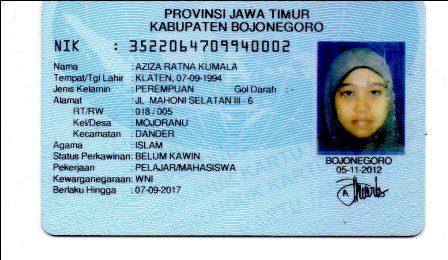 PROVINSI JAWA TIMUR
KABUPATEN BOJONEGORO
NIK : 3522064709940002
Nama : AZIZA RATNA KUMALA
Tempat/Tgl Lahir : KLATEN, 07-09-1994
Jenis Kelamin : PEREMPUAN Gol Darah
Alamat : JL MAHONI SELATAN III - 6
RT/RW : 018 / 005
Kel/Desa : MOJORANU
Kecamatan : DANDER
Agama : ISLAM
Status Perkawinan: BELUM KAWIN
Pekerjaan : PELAJAR/MAHASISWA
Kewarganegaraan: WNI
Berlaku Hingga : 07-09-2017
BOJONEGORO
05-11-2012